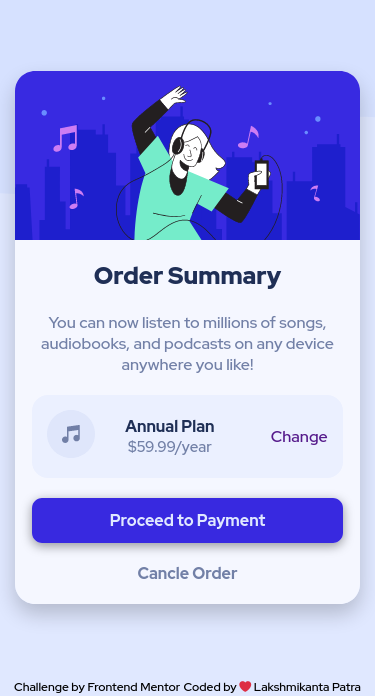 Order Summary
You can now listen to millions of songs,
audiobooks, and podcasts on any device
anywhere you like!
Annual Plan
$59.99/year
Change
Proceed to Payment
Cancle Order
Challenge by Frontend Mentor Coded by ❤️ Lakshmikanta Patra